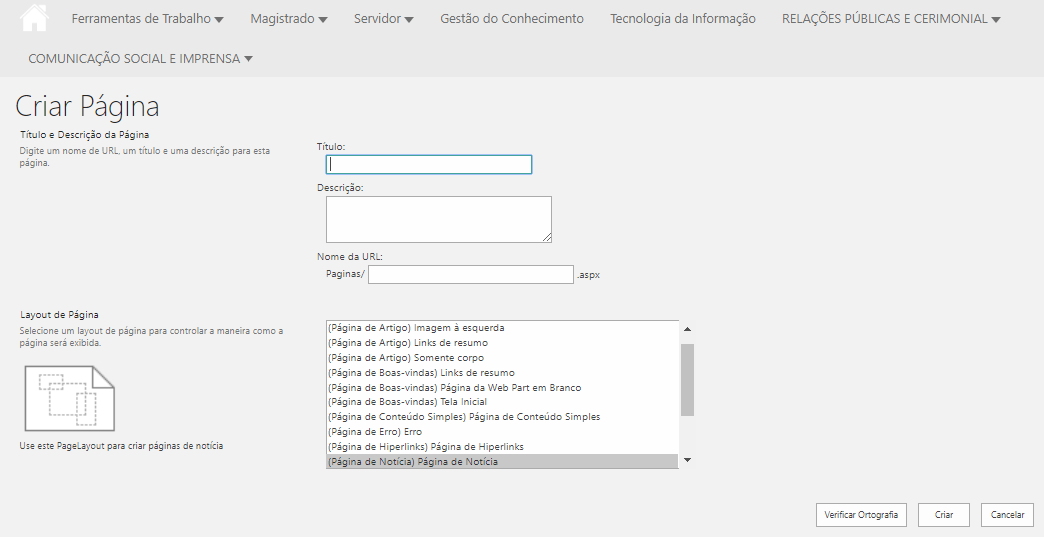 Ferramentas de Trabalho Magistrado Servidor Gestão do Conhecimento Tecnologia da Informação RELAÇÕES PÚBLICAS E CERIMONIAL
COMUNICAÇÃO SOCIAL E IMPRENSA
Criar Página
Título e Descrição da Página
Digite um nome de URL, um título e uma descrição para esta
página.
Título:
Descrição:
Nome da URL:
Paginas/ .aspx
Layout de Página
Selecione um layout de página para controlar a maneira como a
página será exibida.
Use este PageLayout para criar páginas de notícia
(Página de Artigo) Imagem à esquerda
(Página de Artigo) Links de resumo
(Página de Artigo) Somente corpo
(Página de Boas-vindas) Links de resumo
(Página de Boas-vindas) Página da Web Part em Branco
(Página de Boas-vindas) Tela Inicial
(Página de Conteúdo Simples) Página de Conteúdo Simples
(Página de Erro) Erro
(Página de Hiperlinks) Página de Hiperlinks
(Página de Notícia) Página de Notícia
Verificar Ortografia Criar Cancelar